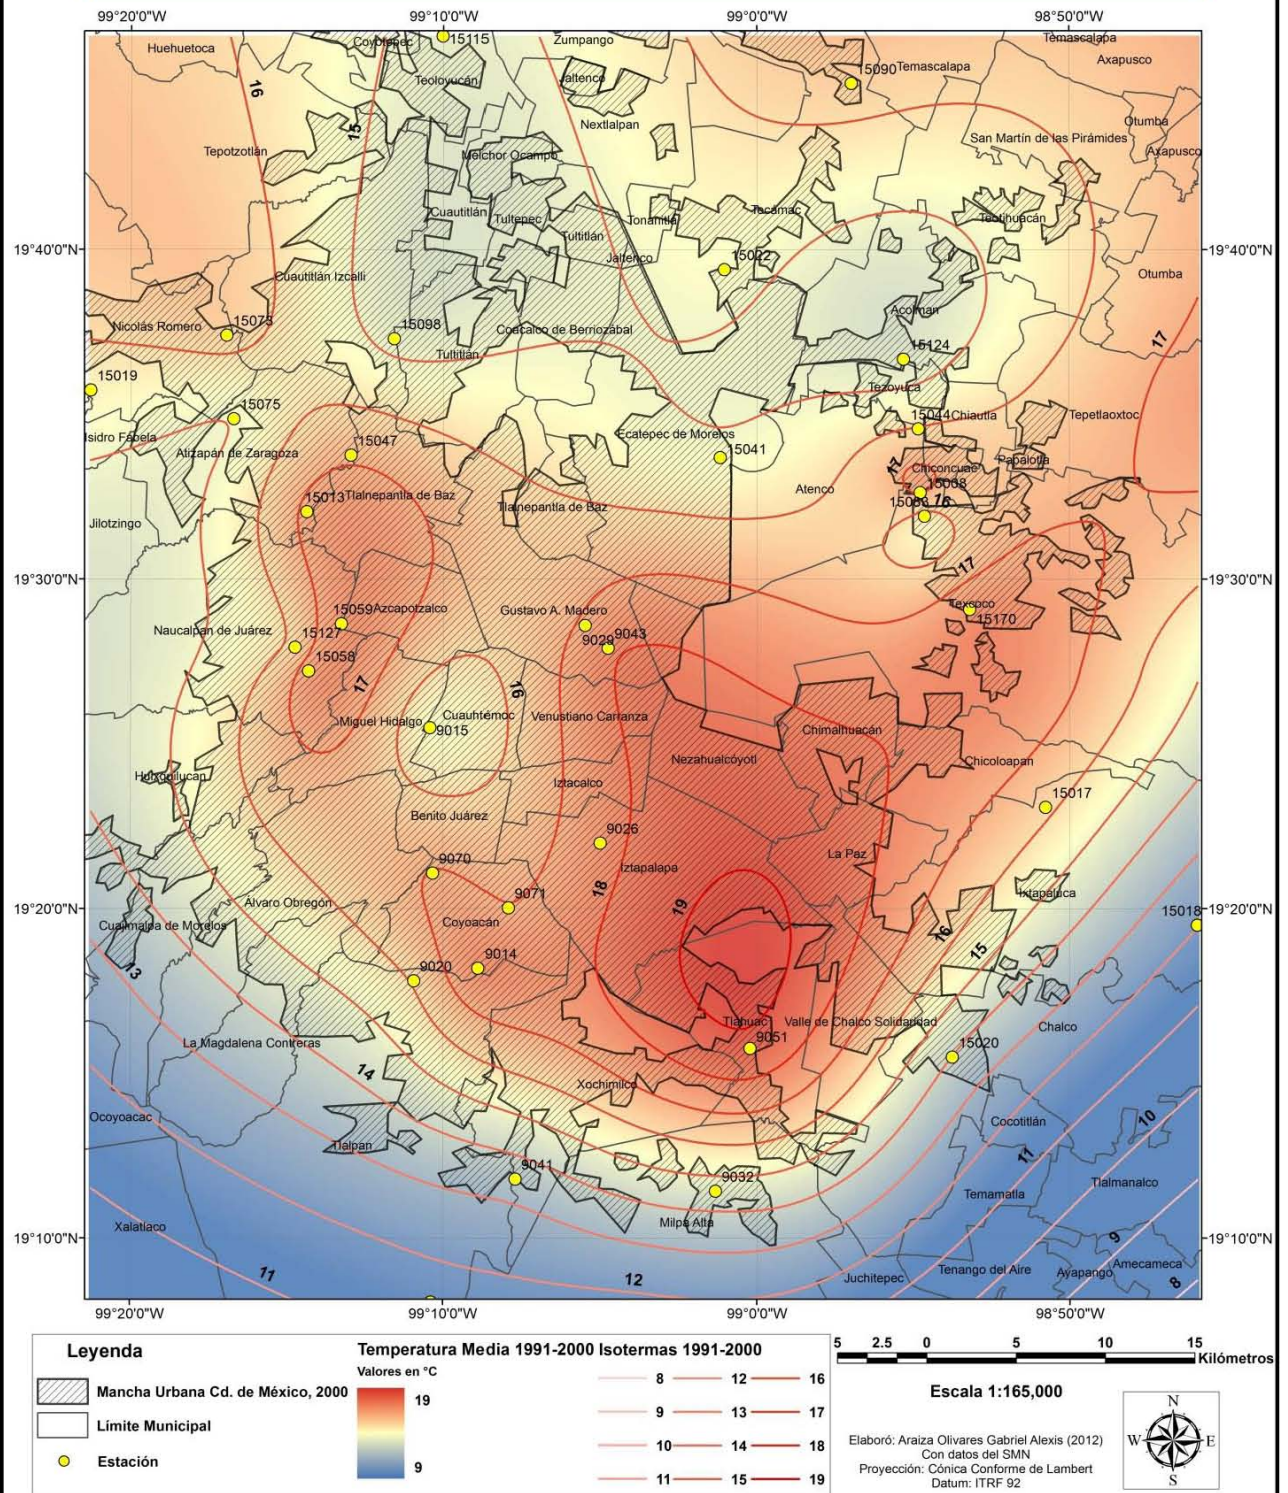 99°20'0"W 99°10'0"W 99°0'0"W 98°50'0"W
Huehuetoca
Coyotepec
15115
Zumpango
Temascalapa
Axapusco
15090
Temascalapa
Teoloyucán
Jaltenco
16
15
Nextlalpan
Otumba
San Martín de las Pirámides
Axapusco
Tepotzotlán
Melchor Ocampo
Cuautitlán
Tultepec
Tonanitla
Tecámac
Teotihuacán
Tultitlán
19°40'0"N
19°40'0"N
Jaltenco
15022
Cuautitlán Izcalli
Otumba
Acolman
Nicolás Romero
15073
15098
Coacalco de Berriozábal
17
Tultitlán
15124
15019
Tezoyuca
15075
15044
Chiautla
Tepetlaoxtoc
Isidro Fabela
Ecatepec de Morelos
Atizapán de Zaragoza
15047
15041
Papalotla
17
Chiconcuac
15008
Atenco
15013
Tlalnepantla de Baz
Tlalnepantla de Baz
16
Jilotzingo
19°30'0"N
19°30'0"N
17
15059
Azcapotzalco
Gustavo A. Madero
Texcoco
15170
Naucalpan de Juárez
15127
9029
9043
15058
17
16
Miguel Hidalgo
Cuauhtémoc
9015
Venustiano Carranza
Chimalhuacán
Nezahualcóyotl
Chicoloapan
Huixquilucan
Iztacalco
15017
Benito Juárez
9026
La Paz
9070
Iztapalapa
18
19
9071
Ixtapaluca
Álvaro Obregón
15018
19°20'0"N
19°20'0"N
Coyoacán
Cuajimalpa de Morelos
16
15
13
9020
9014
Tláhuac
Valle de Chalco Solidaridad
Chalco
9051
15020
La Magdalena Contreras
14
Xochimilco
Ocoyoacac
10
Cocotitlán
Tlalpan
11
9041
9032
Tlalmanalco
Temamatla
Milpa Alta
Xalatlaco
19°10'0"N
19°10'0"N
9
Amecameca
Tenango del Aire
Ayapango
11
12
Juchitepec
8
99°20'0"W 99°10'0"W 99°0'0"W 98°50'0"W
Leyenda
Mancha Urbana Cd. de México, 2000
Límite Municipal
Estación
Temperatura Media 1991-2000
Valores en °C
19
9
Isotermas 1991-2000
8 12 16
9 13 17
10 14 18
11 15 19
5 2.5 0 5 10 15
Kilómetros
Escala 1:165,000
Elaboró: Araiza Olivares Gabriel Alexis (2012)
Con datos del SMN
Proyección: Cónica Conforme de Lambert
Datum: ITRF 92
N
W E
S